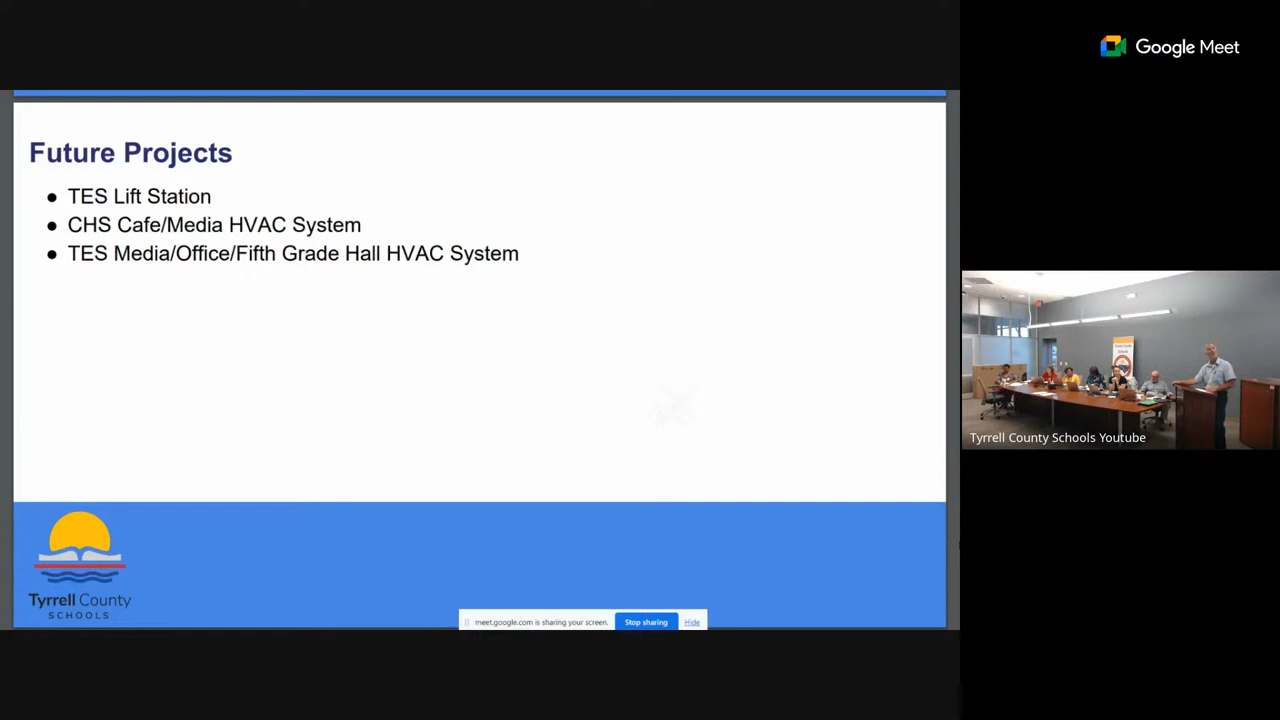 Google Meet
Future Projects
● TES Lift Station
● CHS Cafe/Media HVAC System
● TES Media/Office/Fifth Grade Hall HVAC System
Tyrrell County Schools Youtube
Tyrrell County
SCHOOLS
meet.google.com is sharing your screen.
Stop sharing
Hide